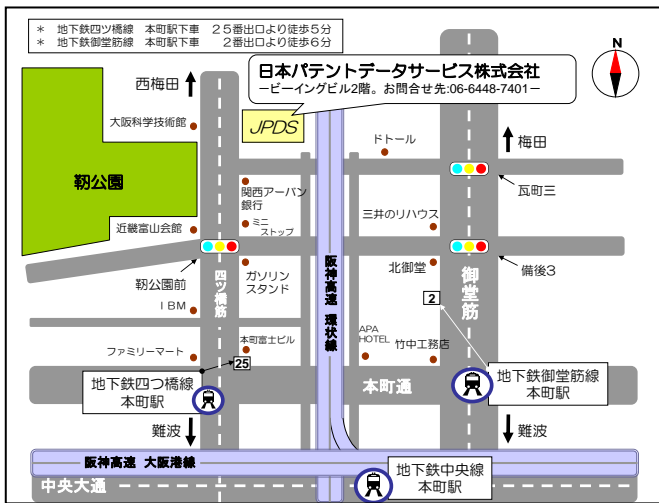 * 地下鉄四ツ橋線 本町駅下車 25番出口より徒歩5分
* 地下鉄御堂筋線 本町駅下車 2番出口より徒歩6分
日本パテントデータサービス株式会社
ービーイングビル2階。お問合せ先:06-6448-7401ー
N
西梅田
大阪科学技術館
JPDS
ドトール
梅田
靭公園
関西アーバン
銀行
瓦町三
ミニ
ストップ
三井のリハウス
近畿富山会館
靭公園前
四ツ橋筋
ガソリン
スタンド
阪神高速 環状線
北御堂
御堂筋
備後3
IBM
2
本町富士ビル
APA
HOTEL
竹中工務店
ファミリーマート
25
地下鉄四つ橋線
本町駅
本町通
地下鉄御堂筋線
本町駅
難波
難波
阪神高速 大阪港線
地下鉄中央線
本町駅
中央大通